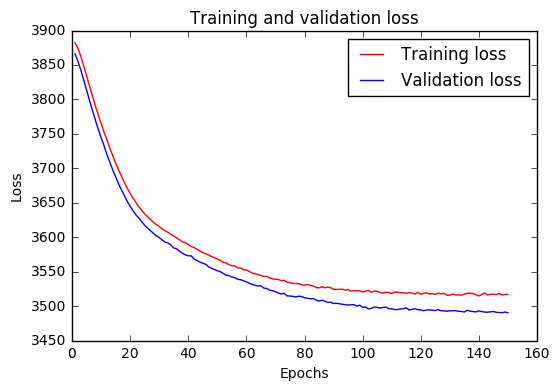 Training and validation loss
3900
3850
3800
3750
3700
3650
3600
3550
3500
3450
Loss
Training loss
Validation loss
0 20 40 60 80 100 120 140 160
Epochs